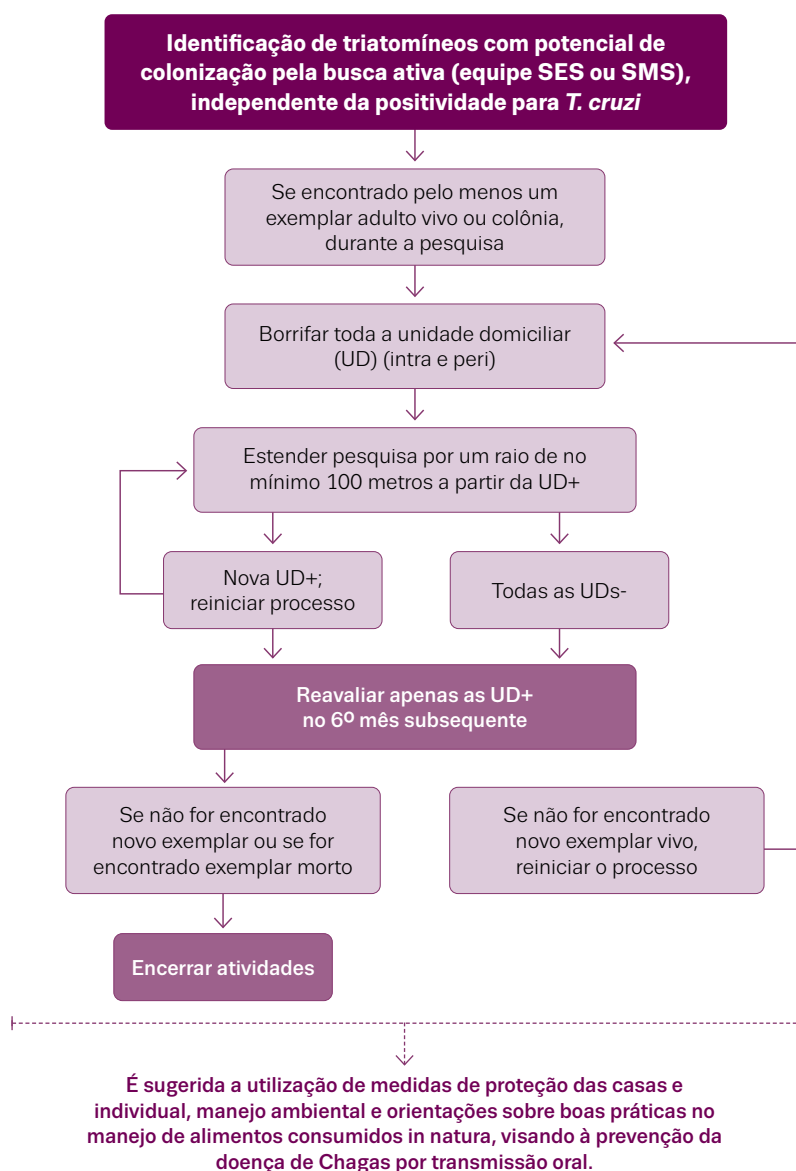 Identificação de triatomíneos com potencial de
colonização pela busca ativa (equipe SES ou SMS),
independente da positividade para T. cruzi
Se encontrado pelo menos um
exemplar adulto vivo ou colônia,
durante a pesquisa
Borrifar toda a unidade domiciliar
(UD) (intra e peri)
Estender pesquisa por um raio de no
mínimo 100 metros a partir da UD+
Nova UD+;
reiniciar processo
Todas as UDs-
Reavaliar apenas as UD+
no 6º mês subsequente
Se não for encontrado
novo exemplar ou se for
encontrado exemplar morto
Se não for encontrado
novo exemplar vivo,
reiniciar o processo
Encerrar atividades
É sugerida a utilização de medidas de proteção das casas e
individual, manejo ambiental e orientações sobre boas práticas no
manejo de alimentos consumidos in natura, visando à prevenção da
doença de Chagas por transmissão oral.